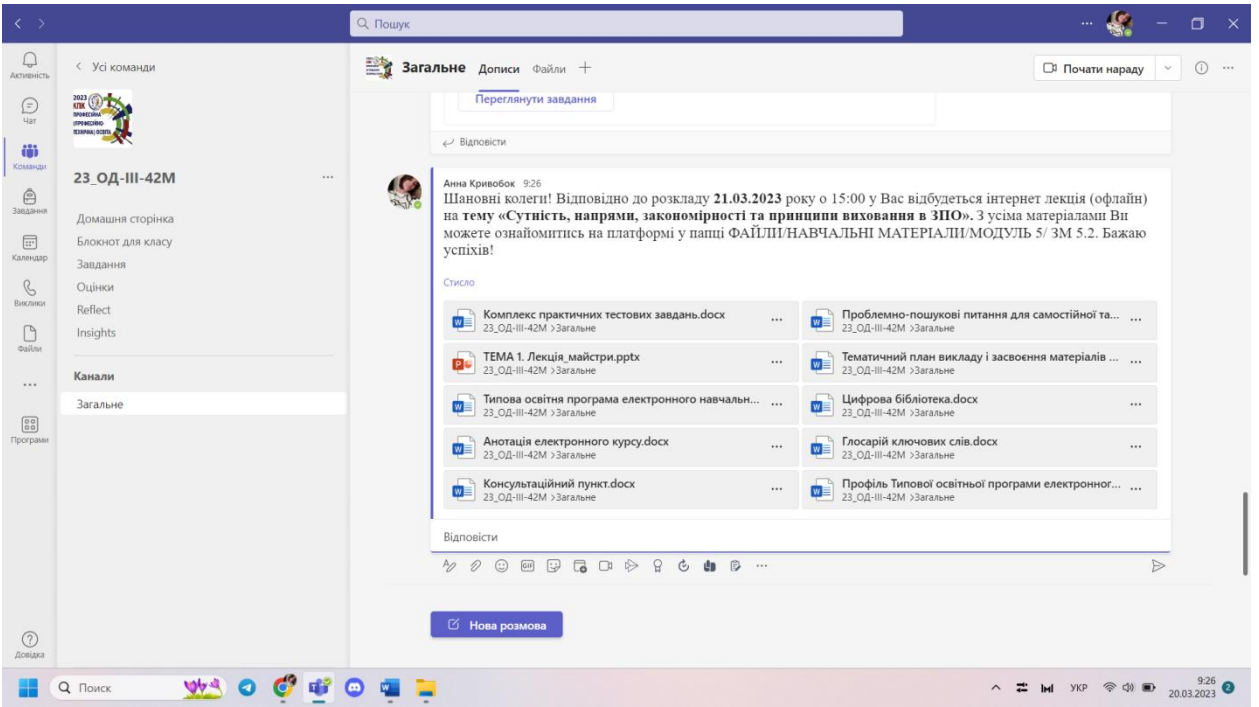 Пошук
Активність
Чат
Команди
Завдання
Календар
Виклики
Файли
Програми
Довідка
Усі команди
2023
КПК
ПРОФЕСІЙНА
(ПРОФЕСІЙНО-
ТЕХНІЧНА) ОСВІТА
23_ОД-ІІІ-42М
Домашня сторінка
Блокнот для класу
Завдання
Оцінки
Reflect
Insights
Канали
Загальне
Загальне Дописи Файли
Почати нараду
Переглянути завдання
Відповісти
Анна Кривобок 9:26
Шановні колеги! Відповідно до розкладу 21.03.2023 року о 15:00 у Вас відбудеться інтернет лекція (офлайн)
на тему «Сутність, напрями, закономірності та принципи виховання в ЗПО». З усіма матеріалами Ви
можете ознайомитись на платформі у папці ФАЙЛИ/НАВЧАЛЬНІ МАТЕРІАЛИ/МОДУЛЬ 5/ ЗМ 5.2. Бажаю
успіхів!
Стисло
Комплекс практичних тестових завдань.docx
23_ОД-ІІІ-42М >Загальне
Проблемно-пошукові питання для самостійної та...
23_ОД-ІІІ-42М >Загальне
ТЕМА 1. Лекція_майстри.pptx
23_ОД-ІІІ-42М >Загальне
Тематичний план викладу і засвоєння матеріалів ...
23_ОД-ІІІ-42М >Загальне
Типова освітня програма електронного навчальн...
23_ОД-ІІІ-42М >Загальне
Цифрова бібліотека.docx
23_ОД-ІІІ-42М >Загальне
Анотація електронного курсу.docx
23_ОД-ІІІ-42М >Загальне
Глосарій ключових слів.docx
23_ОД-ІІІ-42М >Загальне
Консультаційний пункт.docx
23_ОД-ІІІ-42М >Загальне
Профіль Типової освітньої програми електронног...
23_ОД-ІІІ-42М >Загальне
Відповісти
GIF
Нова розмова
Поиск
УКР
9:26
20.03.2023
2